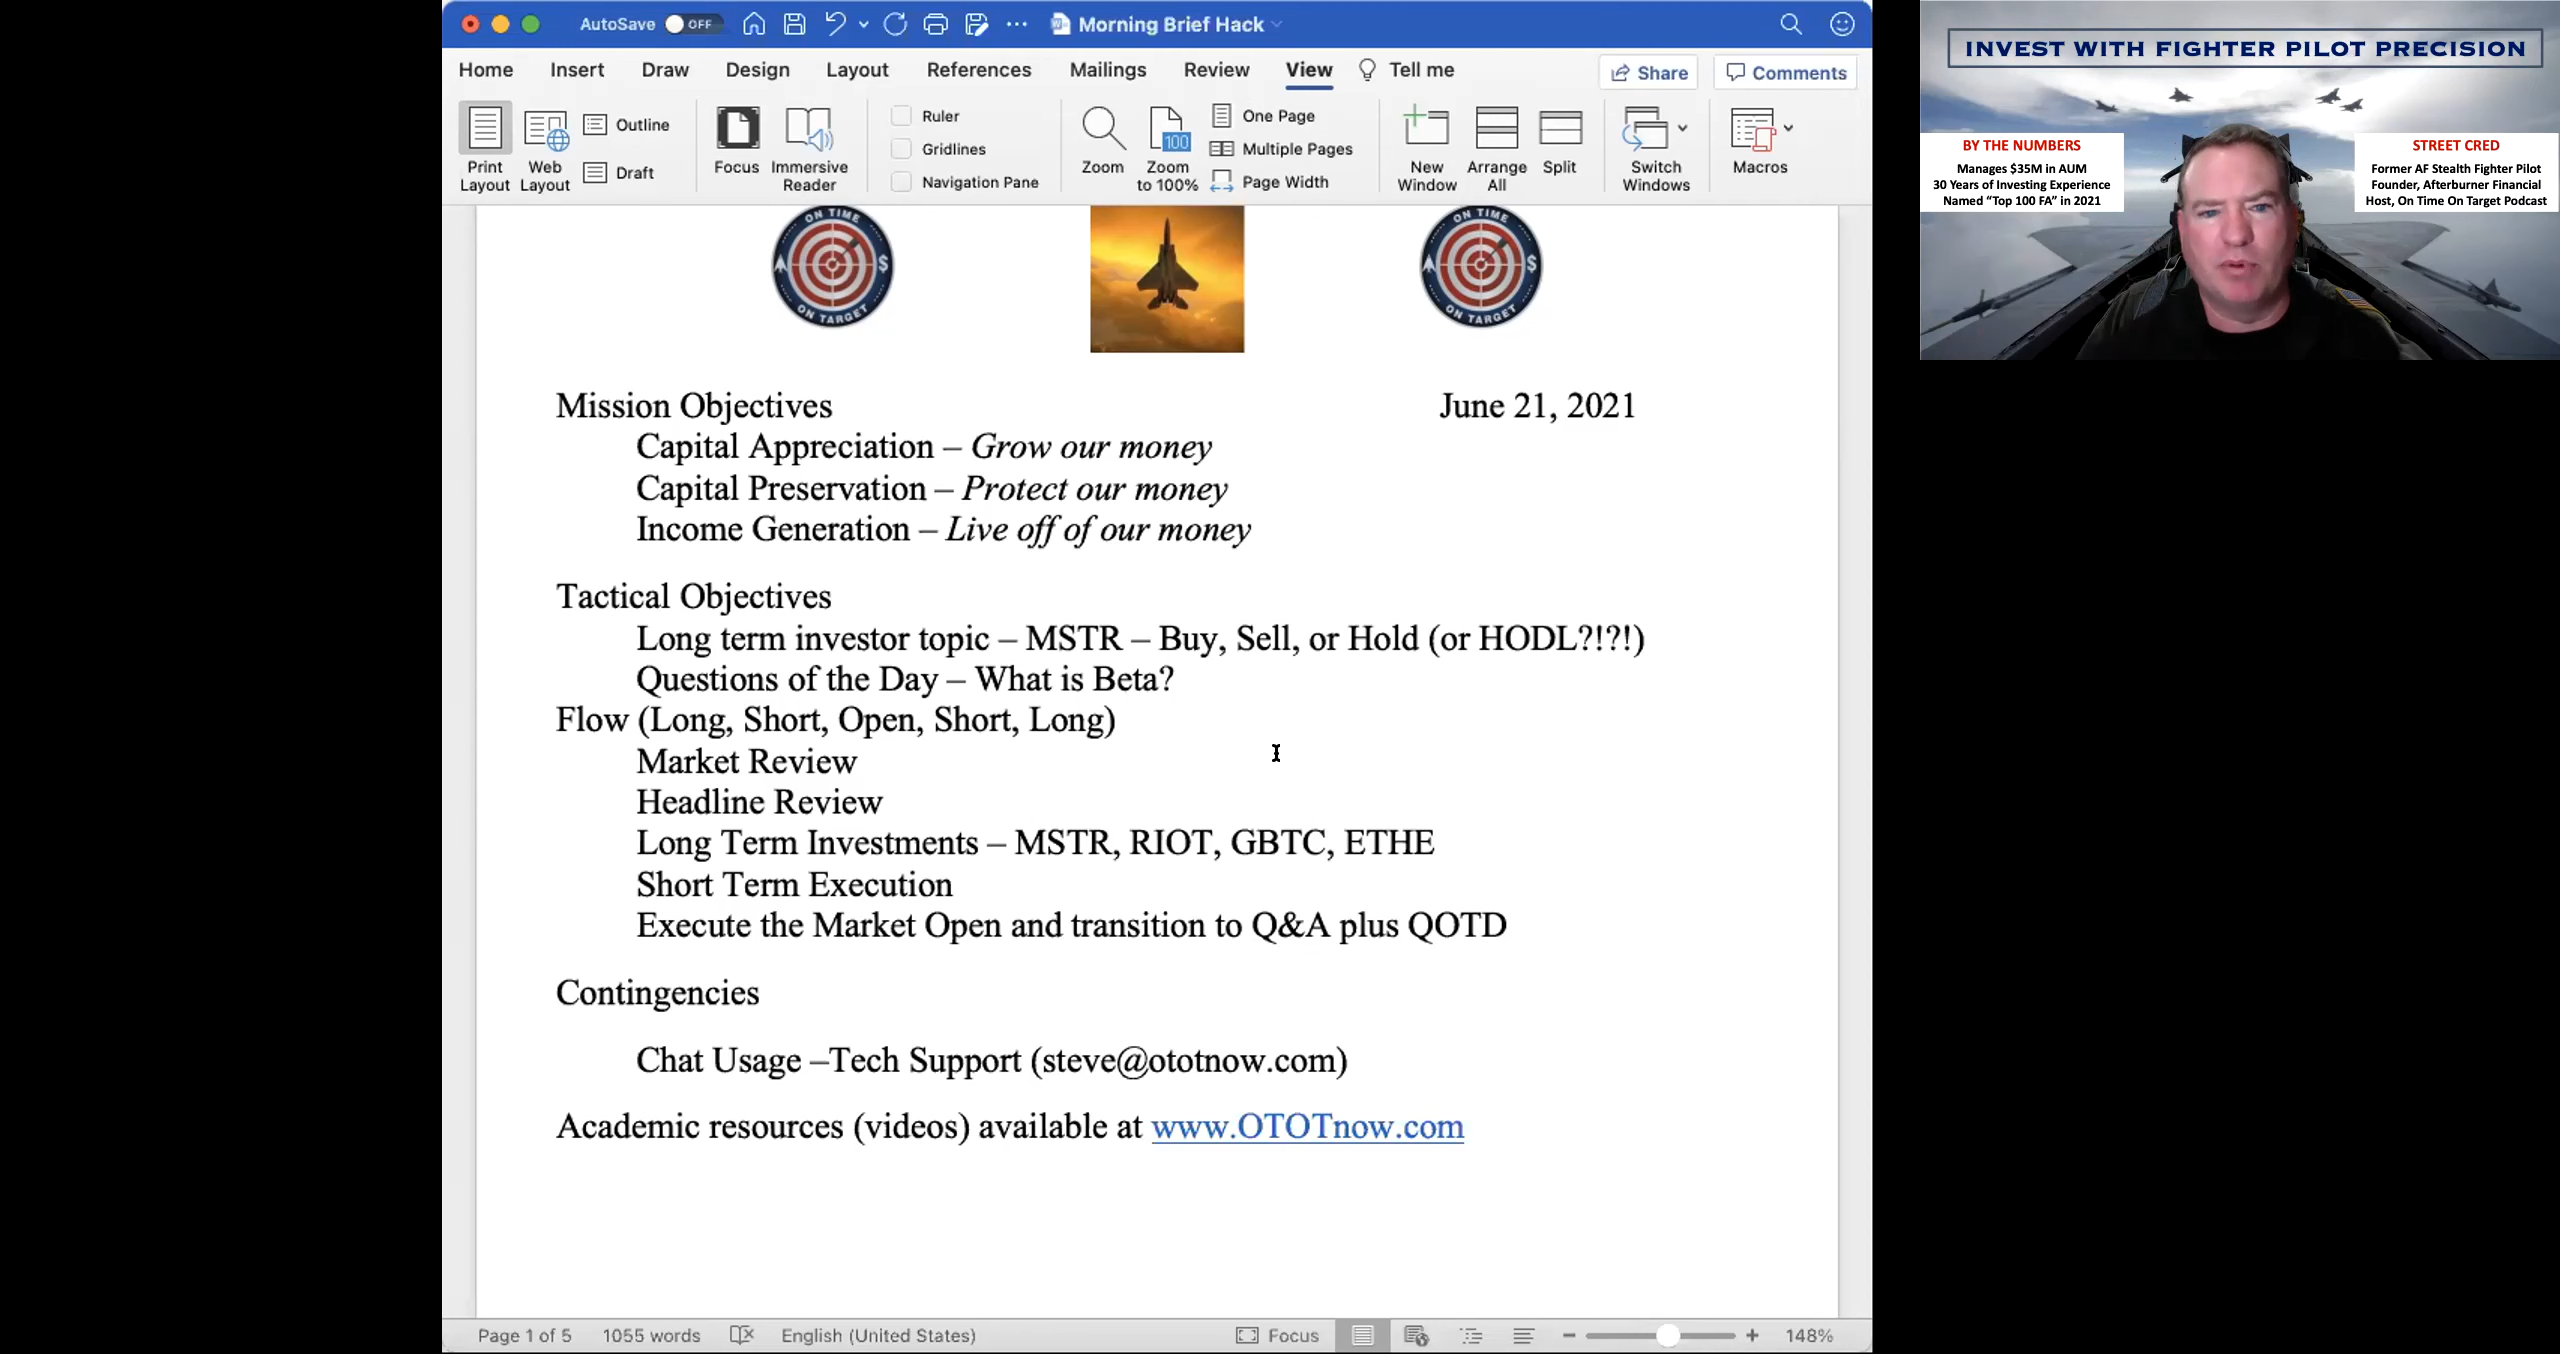 AutoSave OFF Morning Brief Hack
Home Insert Draw Design Layout References Mailings Review View Tell me Share Comments
Print Layout
Web Layout
Outline
Draft
Focus
Immersive Reader
Ruler
Gridlines
Navigation Pane
Zoom
100
Zoom to 100%
One Page
Multiple Pages
Page Width
New Window
Arrange All
Split
Switch Windows
Macros
ON TIME
$
ON TARGET
ON TIME
$
ON TARGET
Mission Objectives June 21, 2021
Capital Appreciation – Grow our money
Capital Preservation – Protect our money
Income Generation – Live off of our money
Tactical Objectives
Long term investor topic – MSTR – Buy, Sell, or Hold (or HODL?!?!)
Questions of the Day – What is Beta?
Flow (Long, Short, Open, Short, Long)
Market Review
Headline Review
Long Term Investments – MSTR, RIOT, GBTC, ETHE
Short Term Execution
Execute the Market Open and transition to Q&A plus QOTD
Contingencies
Chat Usage –Tech Support (steve@ototnow.com)
Academic resources (videos) available at www.OTOTnow.com
Page 1 of 5 1055 words English (United States) Focus 148%
INVEST WITH FIGHTER PILOT PRECISION
BY THE NUMBERS
Manages $35M in AUM
30 Years of Investing Experience
Named “Top 100 FA” in 2021
STREET CRED
Former AF Stealth Fighter Pilot
Founder, Afterburner Financial
Host, On Time On Target Podcast